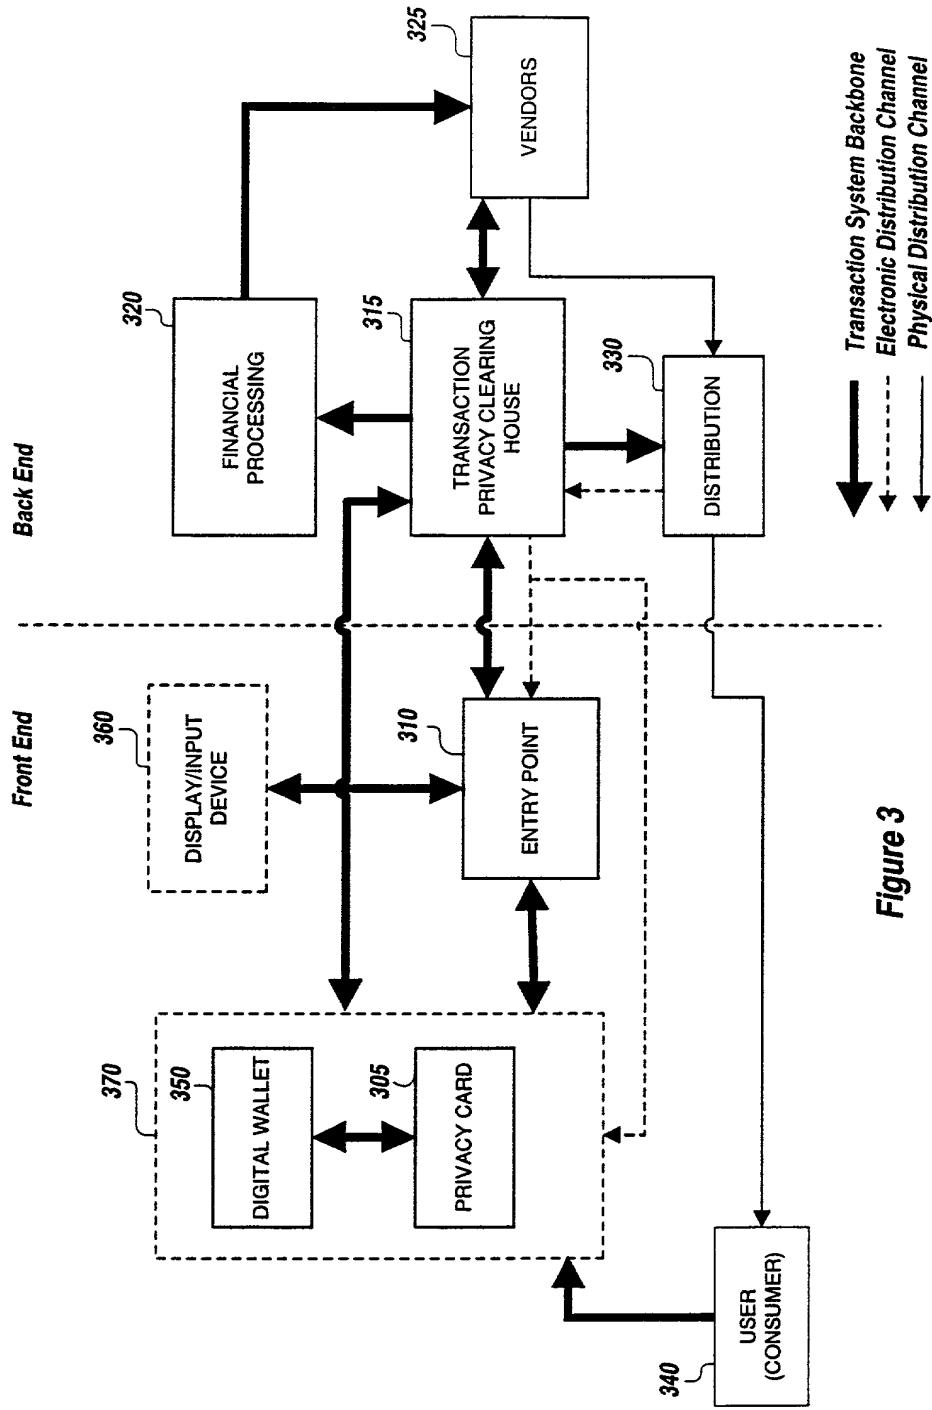 Front End
Back End
370
DIGITAL WALLET
350
PRIVACY CARD
305
360
DISPLAY/INPUT
DEVICE
310
ENTRY POINT
320
FINANCIAL
PROCESSING
315
TRANSACTION
PRIVACY CLEARING
HOUSE
325
VENDORS
330
DISTRIBUTION
340
USER
(CONSUMER)
Transaction System Backbone
Electronic Distribution Channel
Physical Distribution Channel
Figure 3